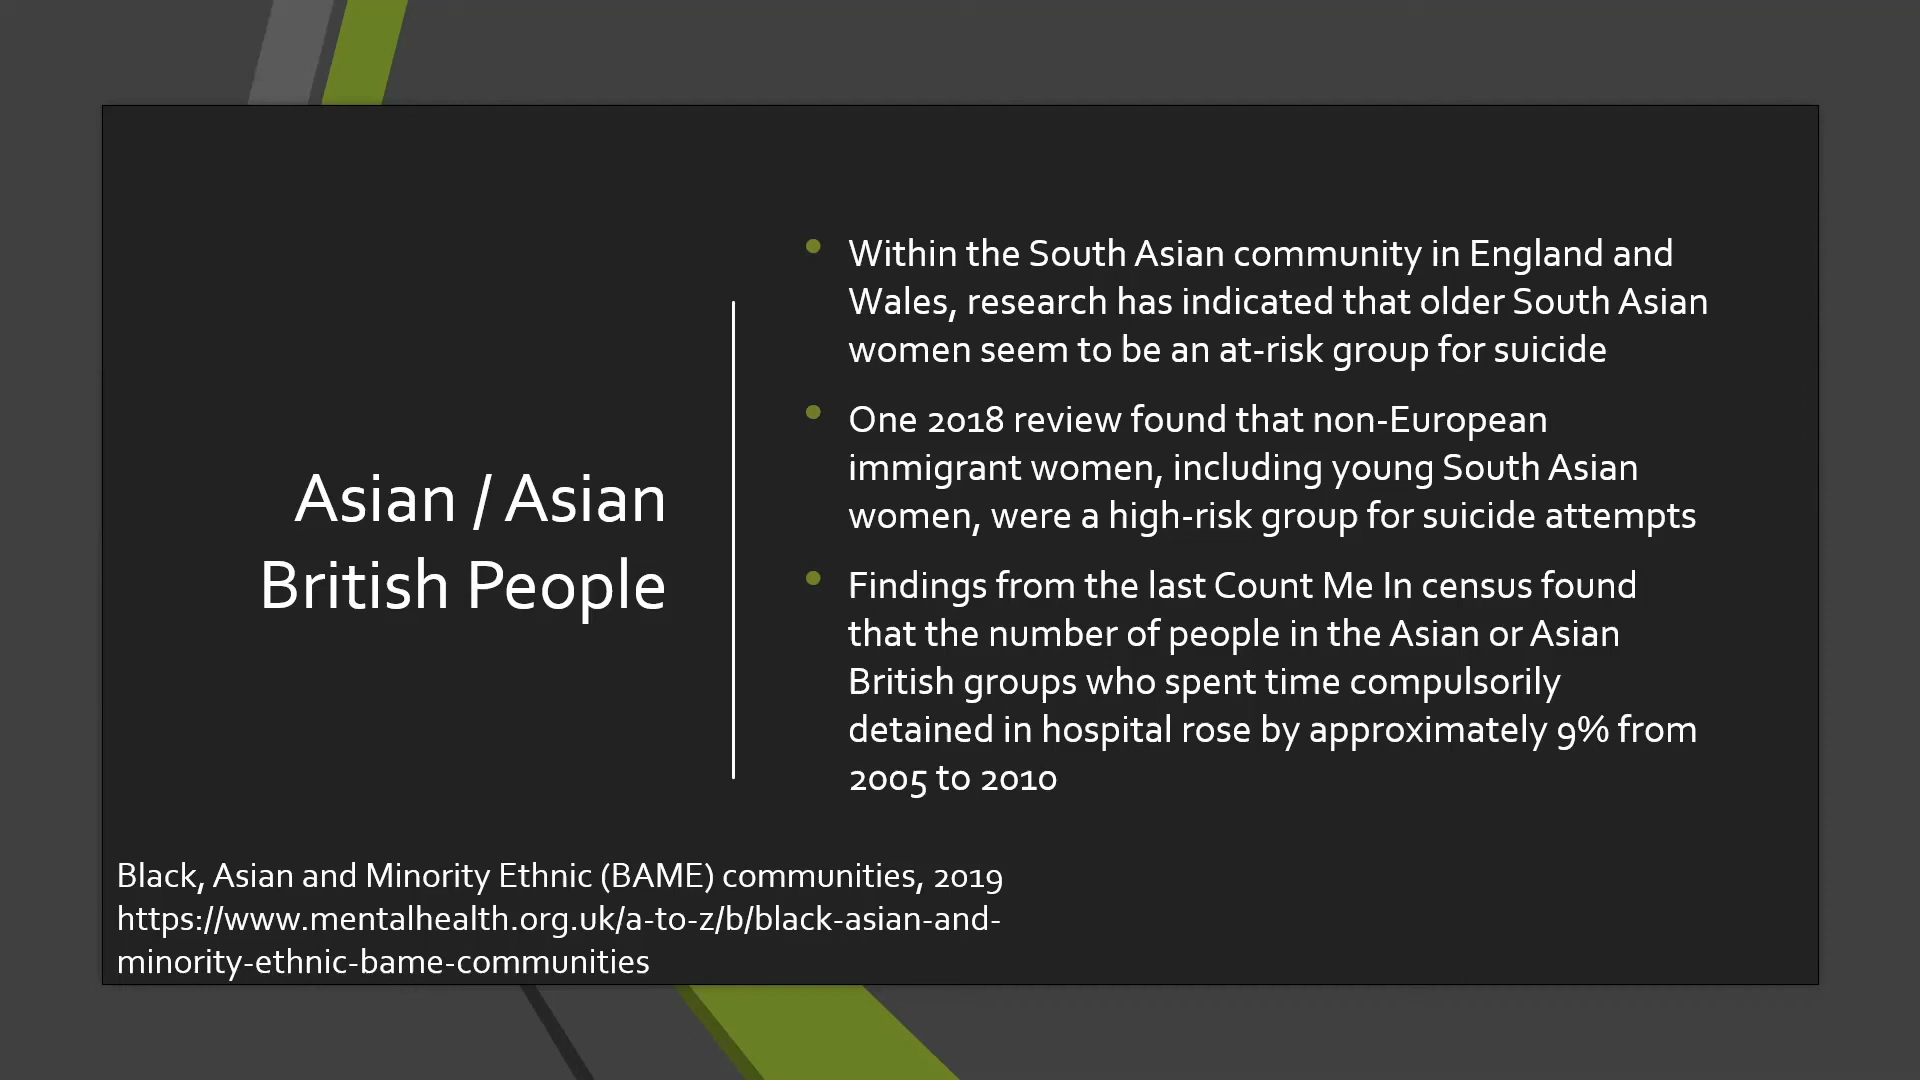 Asian / Asian
British People
Within the South Asian community in England and
Wales, research has indicated that older South Asian
women seem to be an at-risk group for suicide
One 2018 review found that non-European
immigrant women, including young South Asian
women, were a high-risk group for suicide attempts
Findings from the last Count Me In census found
that the number of people in the Asian or Asian
British groups who spent time compulsorily
detained in hospital rose by approximately 9% from
2005 to 2010
Black, Asian and Minority Ethnic (BAME) communities, 2019
https://www.mentalhealth.org.uk/a-to-z/b/black-asian-and-
minority-ethnic-bame-communities